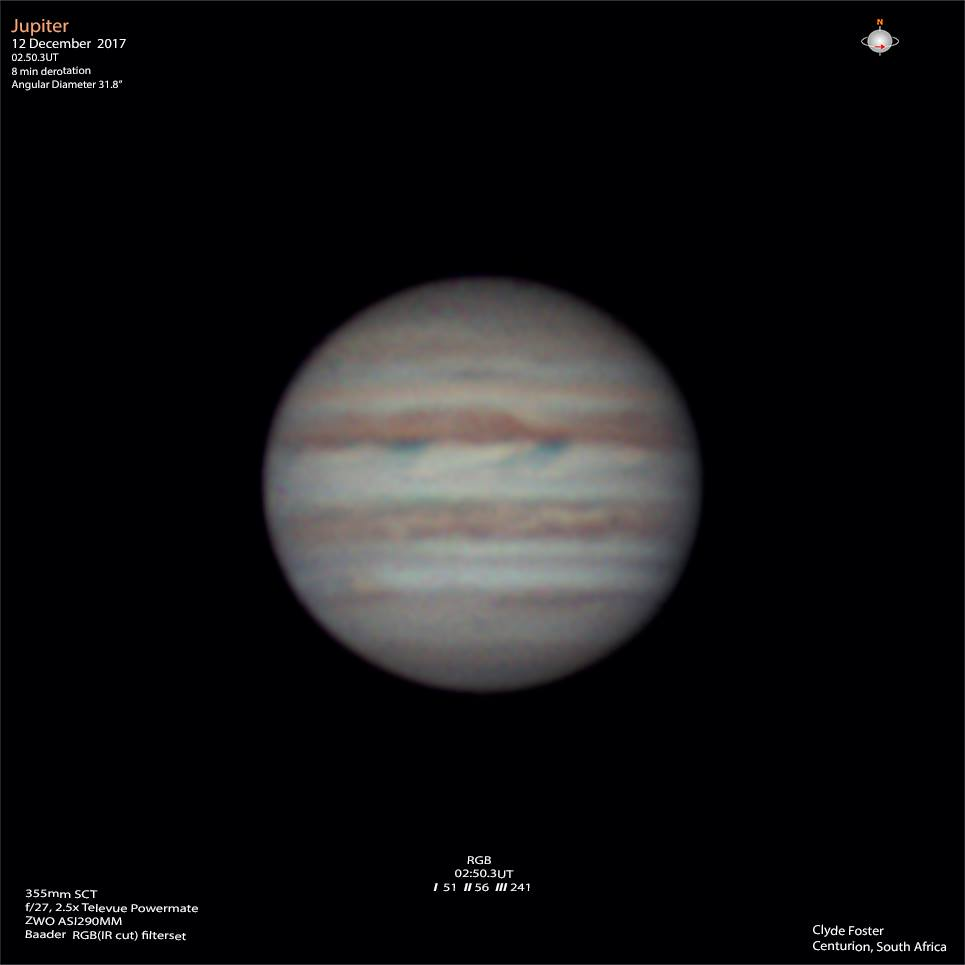 Jupiter
12 December 2017
02.50.3UT
8 min derotation
Angular Diameter 31.8"
N
RGB
02:50.3UT
I 51 II 56 III 241
355mm SCT
f/27, 2.5x Televue Powermate
ZWO ASI290MM
Baader RGB(IR cut) filterset
Clyde Foster
Centurion, South Africa